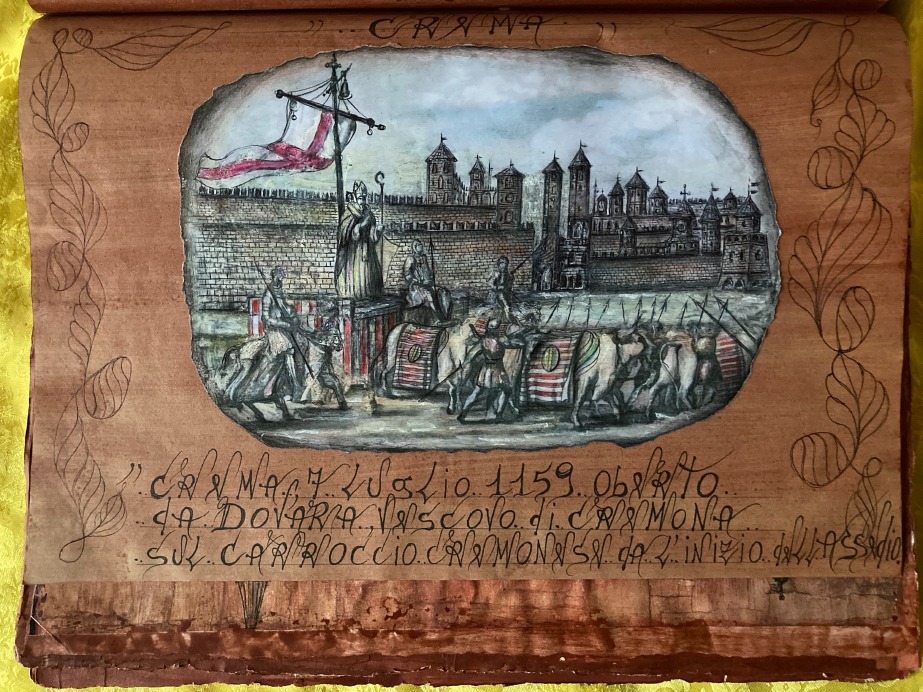 " CREMA "
" CREMA, 7 LUGLIO 1159 ObERTO
dA DOVARA, VESCOVO di CREMONA
SUL CARROCCIO CREMONESE dA L'iNIZIO dELL ASSEdiO